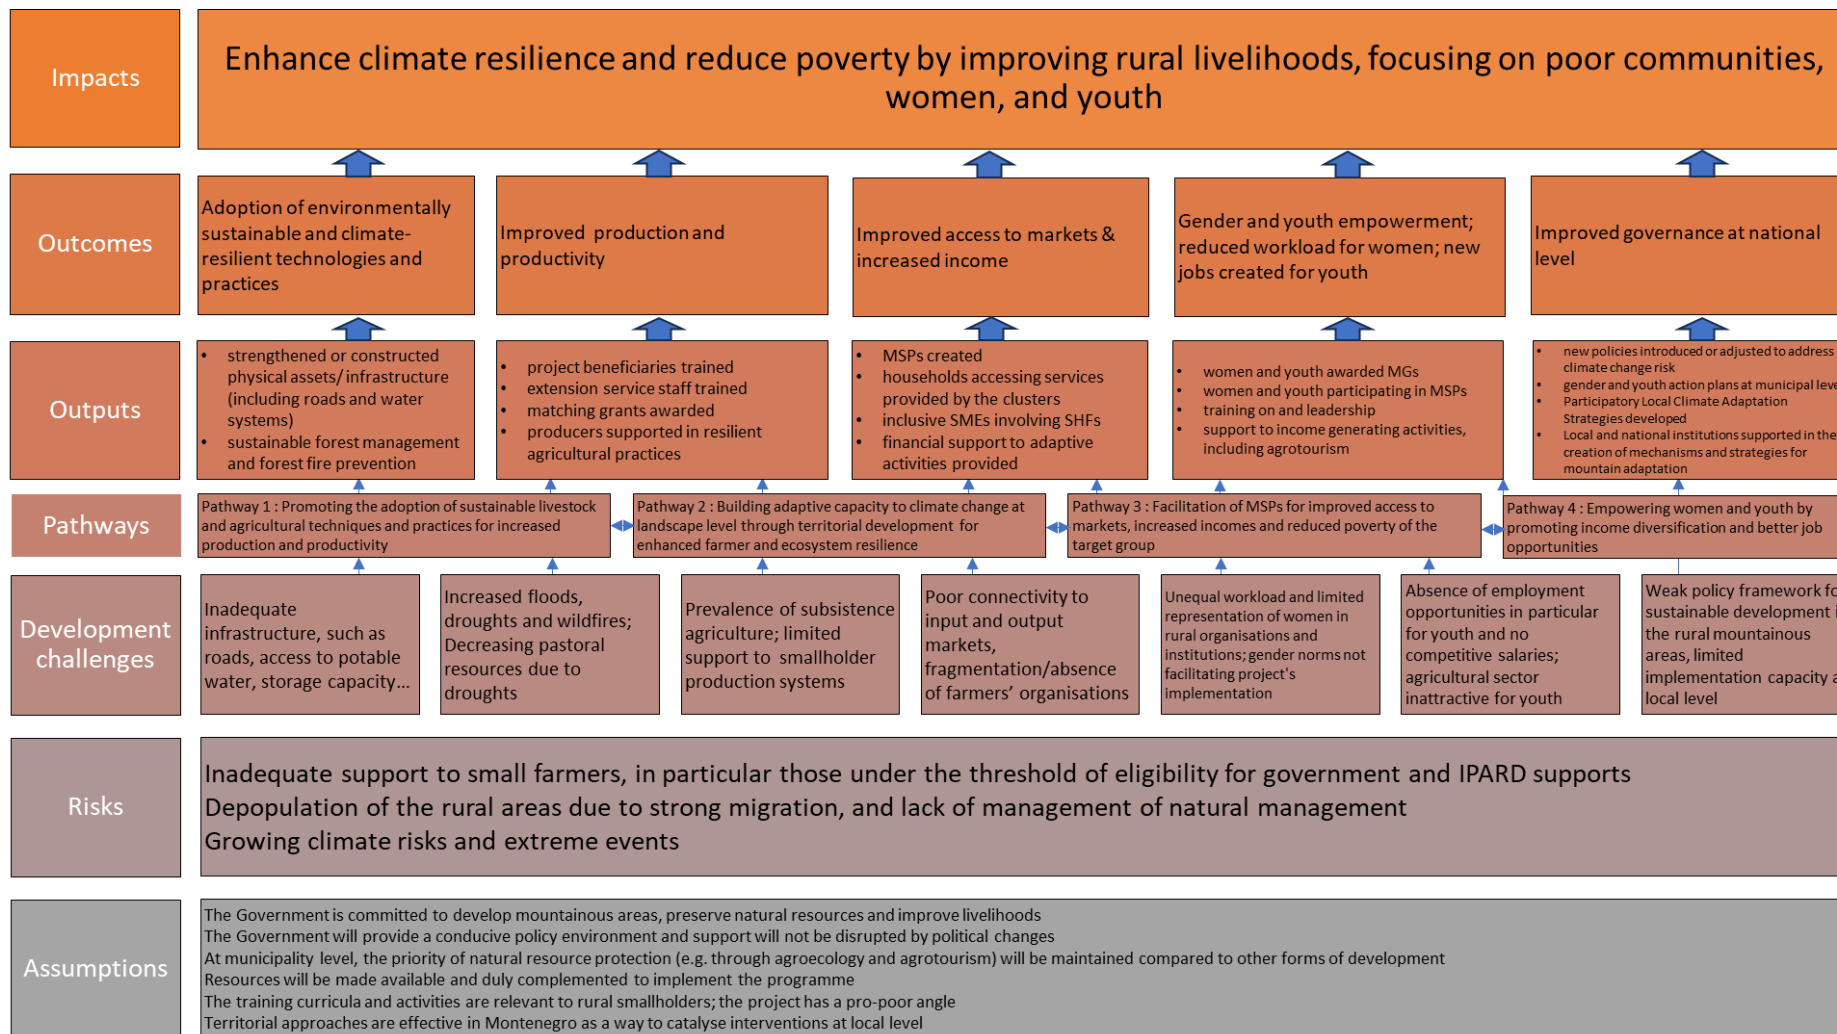 Impacts
Enhance climate resilience and reduce poverty by improving rural livelihoods, focusing on poor communities,
women, and youth
Outcomes
Adoption of environmentally
sustainable and climate-
resilient technologies and
practices
Improved production and
productivity
Improved access to markets &
increased income
Gender and youth empowerment;
reduced workload for women; new
jobs created for youth
Improved governance at national
level
Outputs
• strengthened or constructed
physical assets/ infrastructure
(including roads and water
systems)
• sustainable forest management
and forest fire prevention
• project beneficiaries trained
• extension service staff trained
• matching grants awarded
• producers supported in resilient
agricultural practices
• MSPs created
• households accessing services
provided by the clusters
• inclusive SMEs involving SHFs
• financial support to adaptive
activities provided
• women and youth awarded MGs
• women and youth participating in MSPs
• training on and leadership
• support to income generating activities,
including agrotourism
• new policies introduced or adjusted to address
climate change risk
• gender and youth action plans at municipal leve
• Participatory Local Climate Adaptation
Strategies developed
• Local and national institutions supported in the
creation of mechanisms and strategies for
mountain adaptation
Pathways
Pathway 1 : Promoting the adoption of sustainable livestock
and agricultural techniques and practices for increased
production and productivity
Pathway 2 : Building adaptive capacity to climate change at
landscape level through territorial development for
enhanced farmer and ecosystem resilience
Pathway 3 : Facilitation of MSPs for improved access to
markets, increased incomes and reduced poverty of the
target group
Pathway 4 : Empowering women and youth by
promoting income diversification and better job
opportunities
Development
challenges
Inadequate
infrastructure, such as
roads, access to potable
water, storage capacity...
Increased floods,
droughts and wildfires;
Decreasing pastoral
resources due to
droughts
Prevalence of subsistence
agriculture; limited
support to smallholder
production systems
Poor connectivity to
input and output
markets,
fragmentation/absence
of farmers' organisations
Unequal workload and limited
representation of women in
rural organisations and
institutions; gender norms not
facilitating project's
implementation
Absence of employment
opportunities in particular
for youth and no
competitive salaries;
agricultural sector
inattractive for youth
Weak policy framework fo
sustainable development i
the rural mountainous
areas, limited
implementation capacity a
local level
Risks
Inadequate support to small farmers, in particular those under the threshold of eligibility for government and IPARD supports
Depopulation of the rural areas due to strong migration, and lack of management of natural management
Growing climate risks and extreme events
Assumptions
The Government is committed to develop mountainous areas, preserve natural resources and improve livelihoods
The Government will provide a conducive policy environment and support will not be disrupted by political changes
At municipality level, the priority of natural resource protection (e.g. through agroecology and agrotourism) will be maintained compared to other forms of development
Resources will be made available and duly complemented to implement the programme
The training curricula and activities are relevant to rural smallholders; the project has a pro-poor angle
Territorial approaches are effective in Montenegro as a way to catalyse interventions at local level